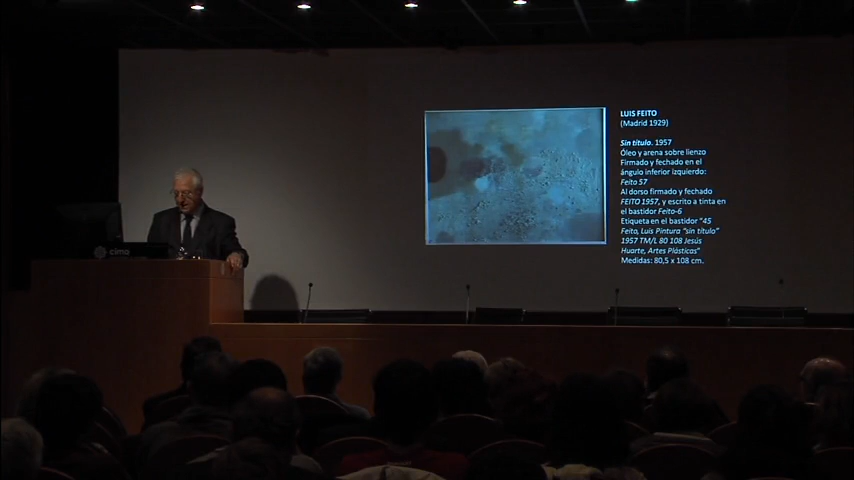 LUIS FEITO
(Madrid 1929)
Sin título. 1957
Óleo y arena sobre lienzo
Firmado y fechado en el
ángulo inferior izquierdo:
Feito 57
Al dorso firmado y fechado
FEITO 1957, y escrito a tinta en
el bastidor Feito-6
Etiqueta en el bastidor "45
Feito, Luis Pintura "sin título"
1957 TM/L 80 108 Jesús
Huarte, Artes Plásticas"
Medidas: 80,5 x 108 cm.
cima